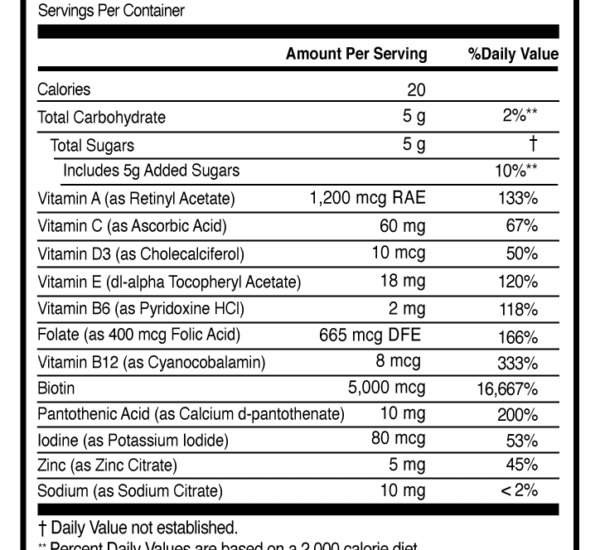 Servings Per Container
Amount Per Serving %Daily Value
Calories 20
Total Carbohydrate 5 g 2%**
Total Sugars 5 g †
Includes 5g Added Sugars 10%**
Vitamin A (as Retinyl Acetate) 1,200 mcg RAE 133%
Vitamin C (as Ascorbic Acid) 60 mg 67%
Vitamin D3 (as Cholecalciferol) 10 mcg 50%
Vitamin E (dl-alpha Tocopheryl Acetate) 18 mg 120%
Vitamin B6 (as Pyridoxine HCl) 2 mg 118%
Folate (as 400 mcg Folic Acid) 665 mcg DFE 166%
Vitamin B12 (as Cyanocobalamin) 8 mcg 333%
Biotin 5,000 mcg 16,667%
Pantothenic Acid (as Calcium d-pantothenate) 10 mg 200%
Iodine (as Potassium Iodide) 80 mcg 53%
Zinc (as Zinc Citrate) 5 mg 45%
Sodium (as Sodium Citrate) 10 mg < 2%
† Daily Value not established.
** Percent Daily Values are based on a 2,000 calorie diet